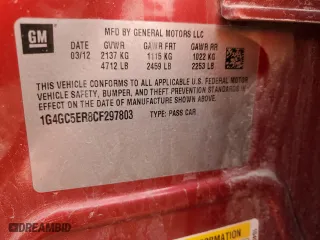 GM
MFD BY GENERAL MOTORS LLC
DATE GVWR GAWR FRT GAWR RR
03/12 2137 KG 1115 KG 1022 KG
4712 LB 2459 LB 2253 LB
THIS VEHICLE CONFORMS TO ALL APPLICABLE U.S. FEDERAL MOTOR
VEHICLE SAFETY, BUMPER, AND THEFT PREVENTION STANDARDS IN
EFFECT ON THE DATE OF MANUFACTURE SHOWN ABOVE.
1G4GC5ER8CF297803 TYPE: PASS CAR
DREAMBID